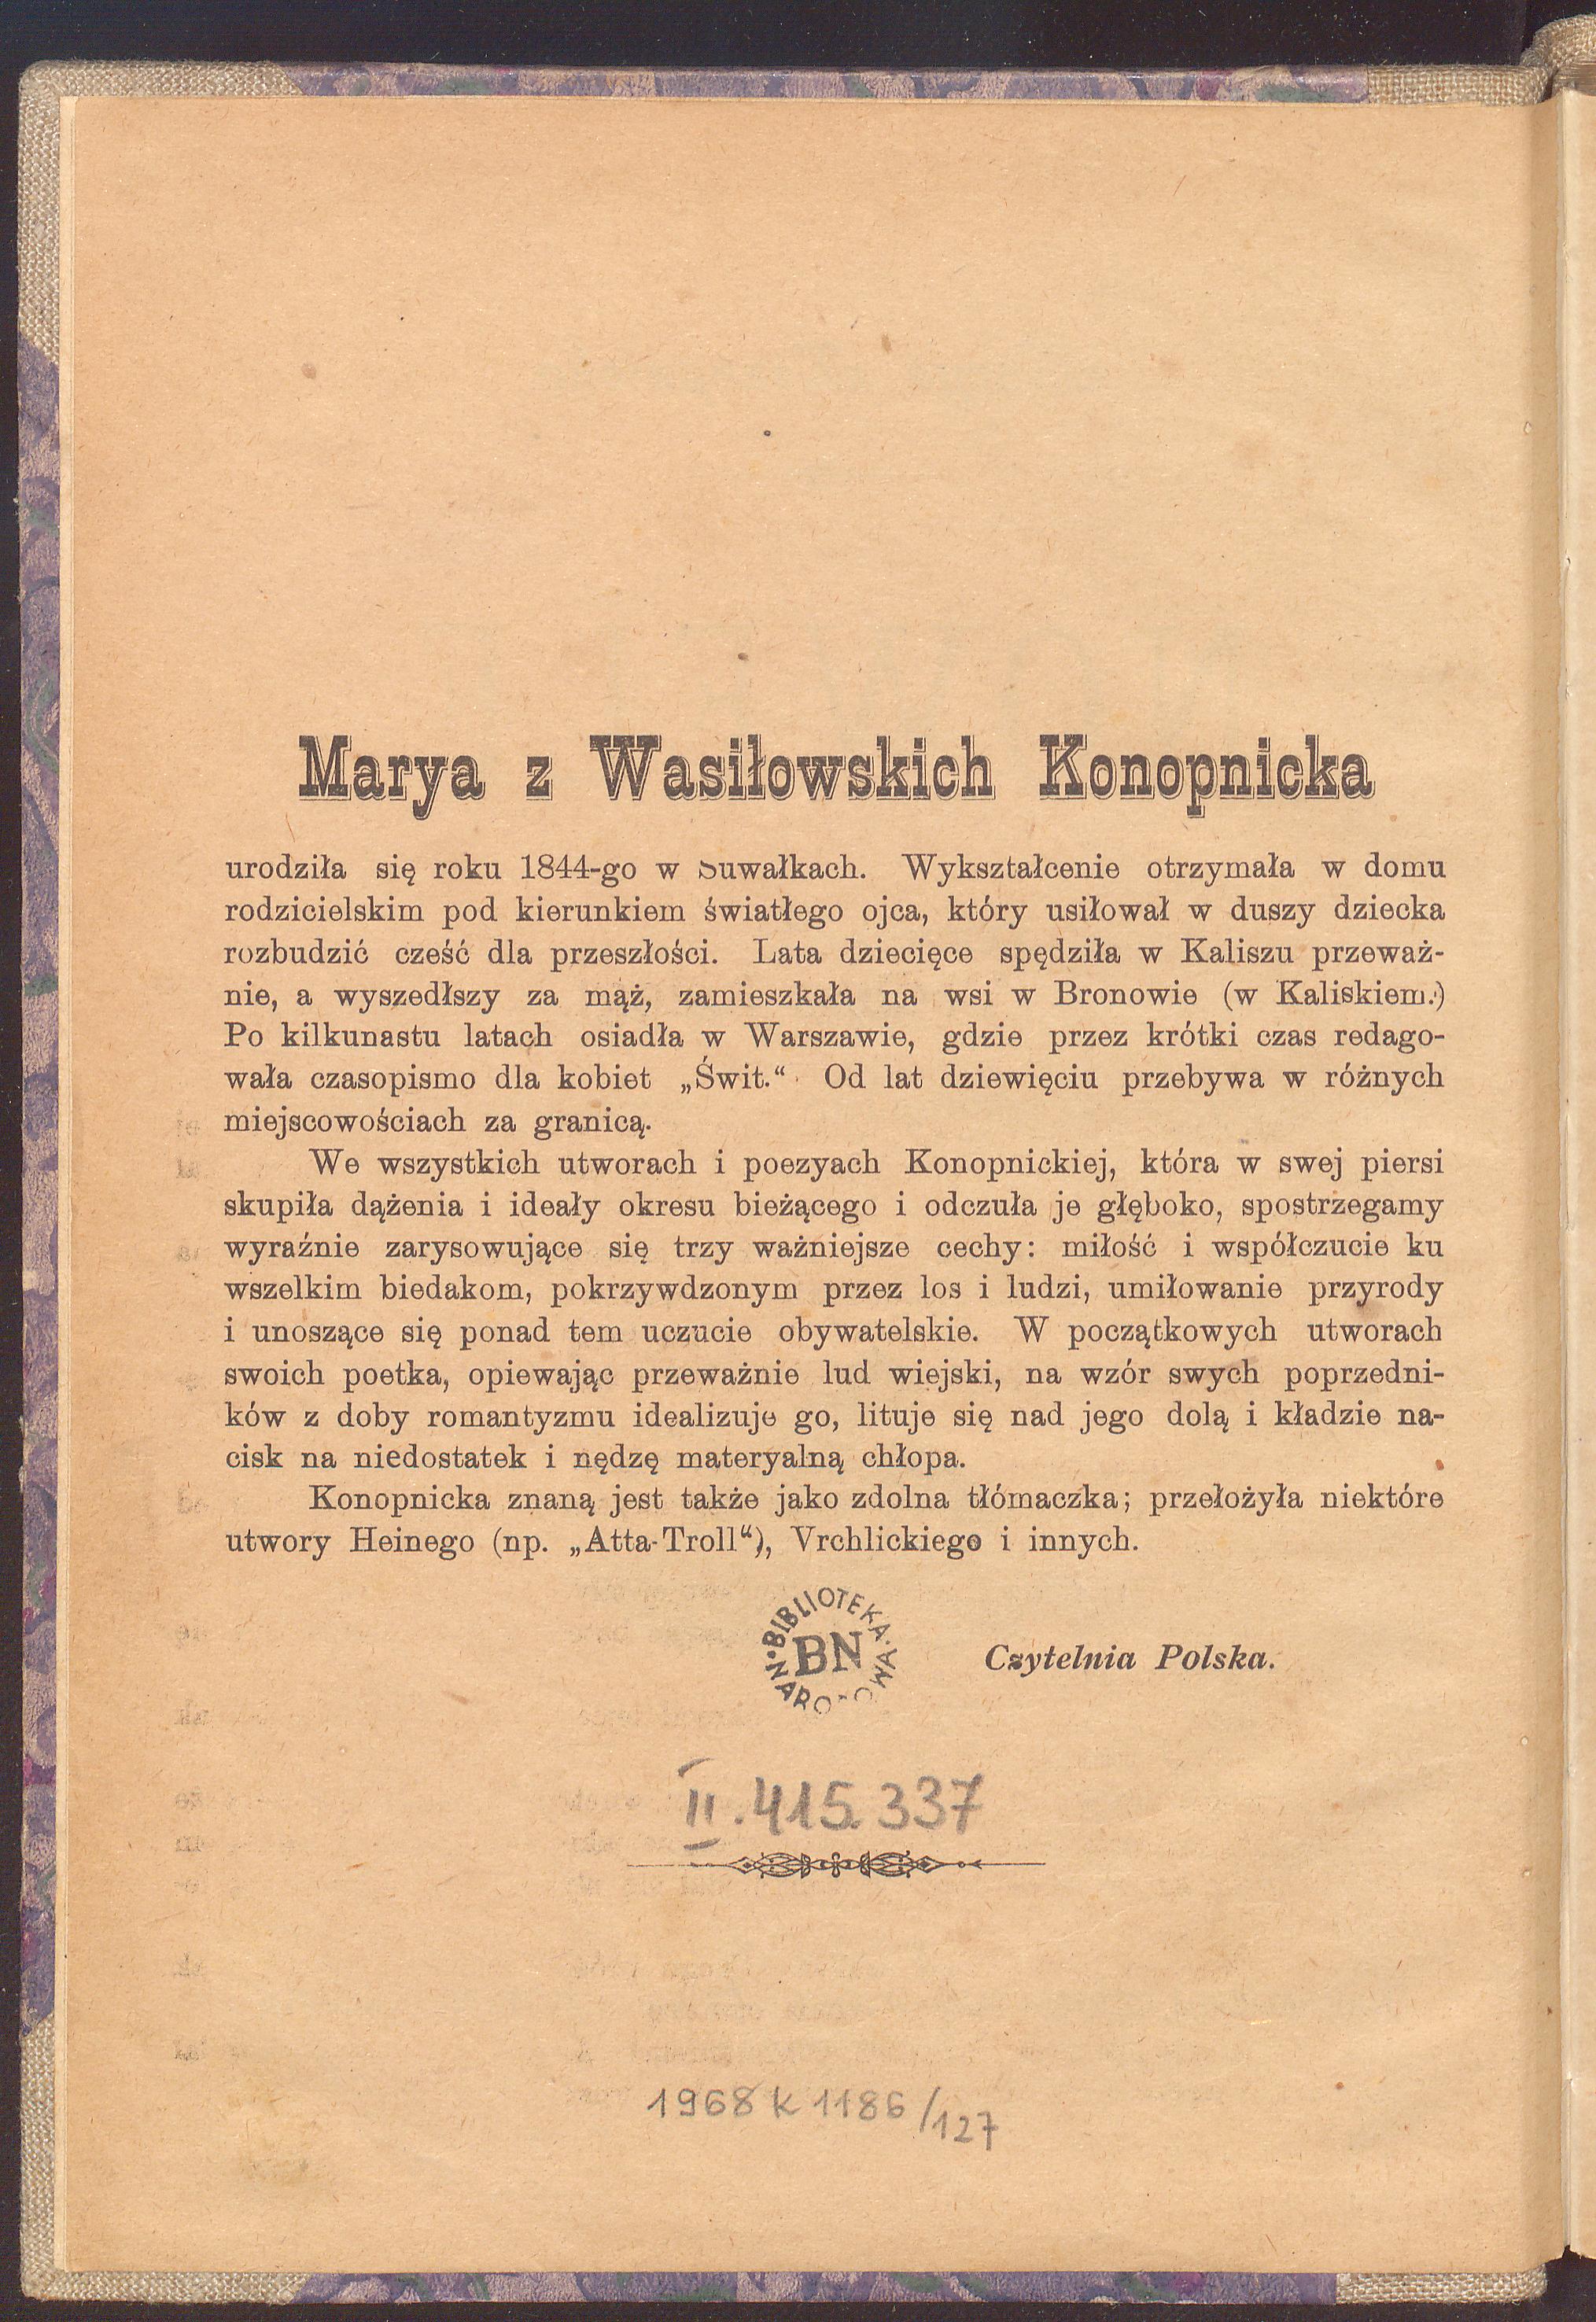 Marya z Wasiłowskich Konopnicka
urodziła się roku 1844-go w Suwałkach. Wykształcenie otrzymała w domu
rodzicielskim pod kierunkiem światłego ojca, który usiłował w duszy dziecka
rozbudzić cześć dla przeszłości. Lata dziecięce spędziła w Kaliszu przeważ-
nie, a wyszedłszy za mąż, zamieszkała na wsi w Bronowie (w Kaliskiem.)
Po kilkunastu latach osiadła w Warszawie, gdzie przez krótki czas redago-
wała czasopismo dla kobiet „Świt.“ Od lat dziewięciu przebywa w różnych
miejscowościach za granicą.
We wszystkich utworach i poezyach Konopnickiej, która w swej piersi
skupiła dążenia i ideały okresu bieżącego i odczuła je głęboko, spostrzegamy
wyraźnie zarysowujące się trzy ważniejsze cechy: miłość i współczucie ku
wszelkim biedakom, pokrzywdzonym przez los i ludzi, umiłowanie przyrody
i unoszące się ponad tem uczucie obywatelskie. W początkowych utworach
swoich poetka, opiewając przeważnie lud wiejski, na wzór swych poprzedni-
ków z doby romantyzmu idealizuje go, lituje się nad jego dolą i kładzie na-
cisk na niedostatek i nędzę materyalną chłopa.
Konopnicka znaną jest także jako zdolna tłómaczka; przełożyła niektóre
utwory Heinego (np. „Atta-Troll“), Vrchlickiego i innych.
BIBLIOTEKA NARODOWA
BN
Czytelnia Polska.
II.415.337
1968 K 1186/127